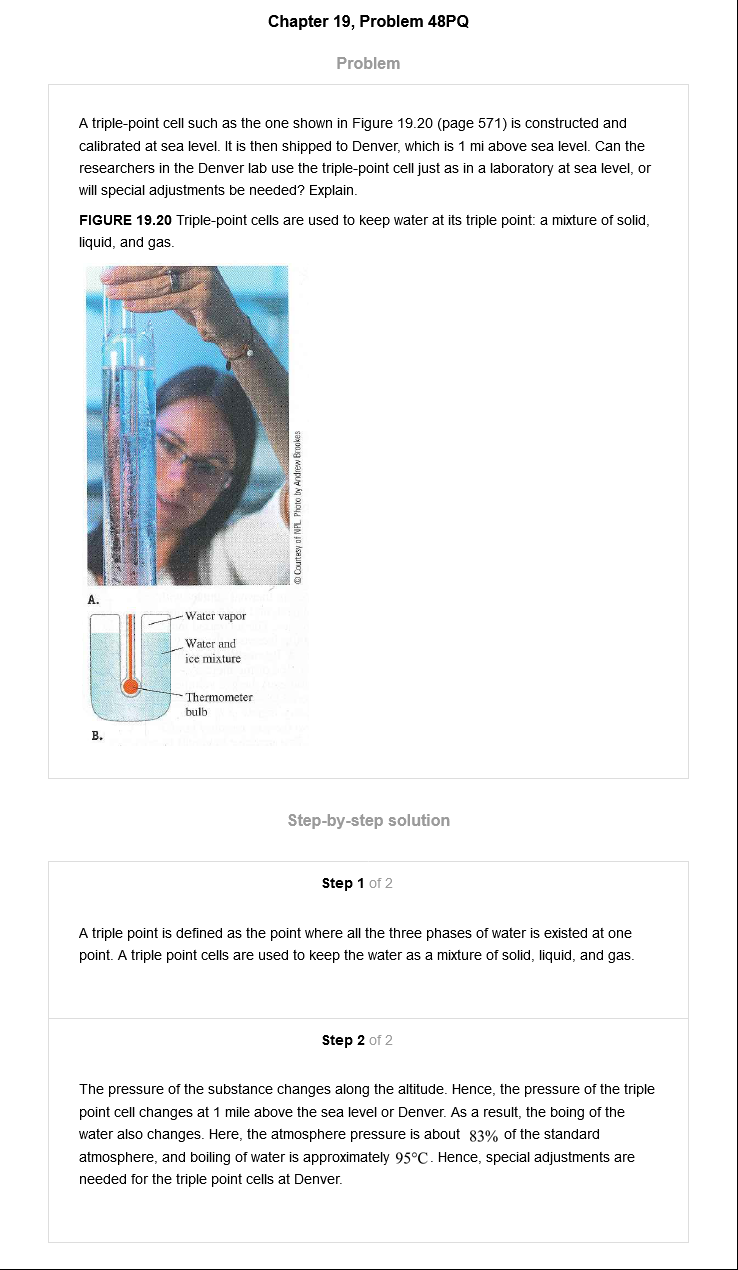 Chapter 19, Problem 48PQ
Problem
A triple-point cell such as the one shown in Figure 19.20 (page 571) is constructed and
calibrated at sea level. It is then shipped to Denver, which is 1 mi above sea level. Can the
researchers in the Denver lab use the triple-point cell just as in a laboratory at sea level, or
will special adjustments be needed? Explain.
FIGURE 19.20 Triple-point cells are used to keep water at its triple point: a mixture of solid,
liquid, and gas.
© Courtesy of NPL. Photo by Andrew Brookes
A.
Water vapor
Water and
ice mixture
Thermometer
bulb
B.
Step-by-step solution
Step 1 of 2
A triple point is defined as the point where all the three phases of water is existed at one
point. A triple point cells are used to keep the water as a mixture of solid, liquid, and gas.
Step 2 of 2
The pressure of the substance changes along the altitude. Hence, the pressure of the triple
point cell changes at 1 mile above the sea level or Denver. As a result, the boing of the
water also changes. Here, the atmosphere pressure is about 83% of the standard
atmosphere, and boiling of water is approximately 95°C. Hence, special adjustments are
needed for the triple point cells at Denver.